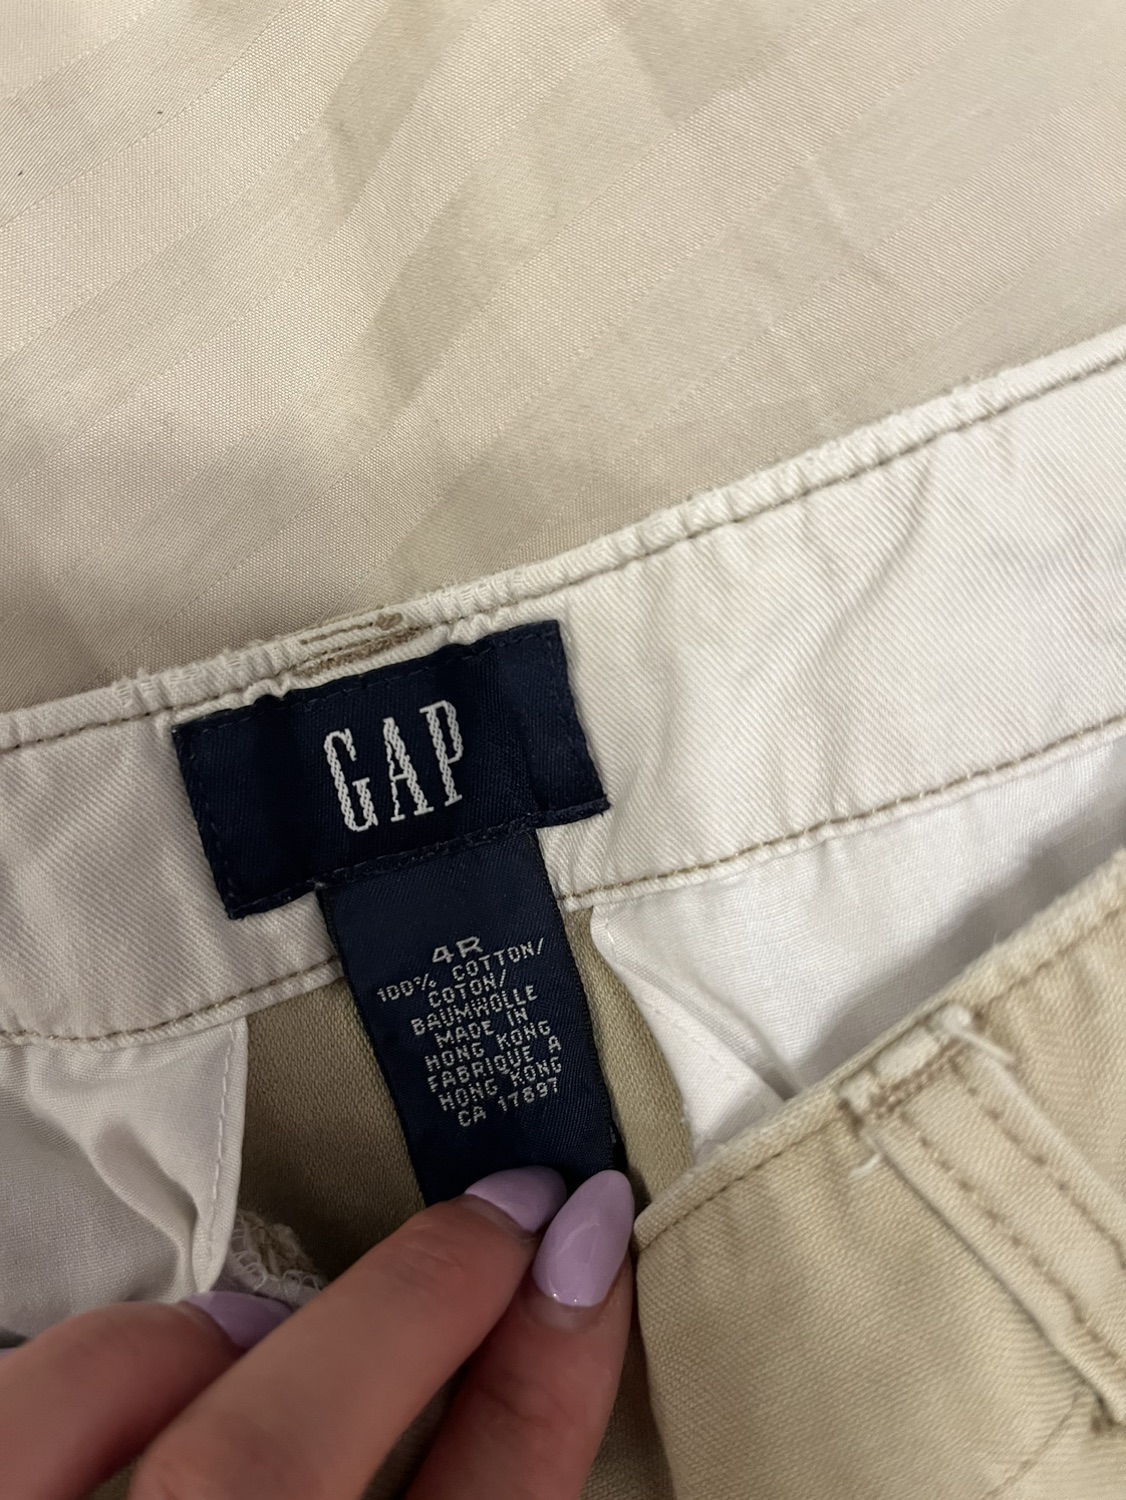 GAP
4R
100% COTTON/
COTON/
BAUMWOLLE
MADE IN
HONG KONG
FABRIQUE A
HONG KONG
CA 17897